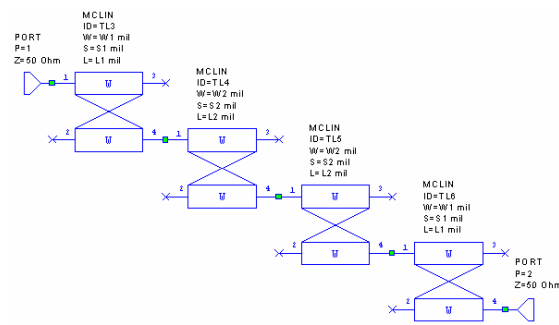 MCLIN
ID=TL3
W=W1 mil
S=S1 mil
L=L1 mil
PORT
P=1
Z=50 Ohm
1
W
3
2
W
4
MCLIN
ID=TL4
W=W2 mil
S=S2 mil
L=L2 mil
1
W
3
2
W
4
MCLIN
ID=TL5
W=W2 mil
S=S2 mil
L=L2 mil
1
W
3
2
W
4
MCLIN
ID=TL6
W=W1 mil
S=S1 mil
L=L1 mil
1
W
3
2
W
4
PORT
P=2
Z=50 Ohm